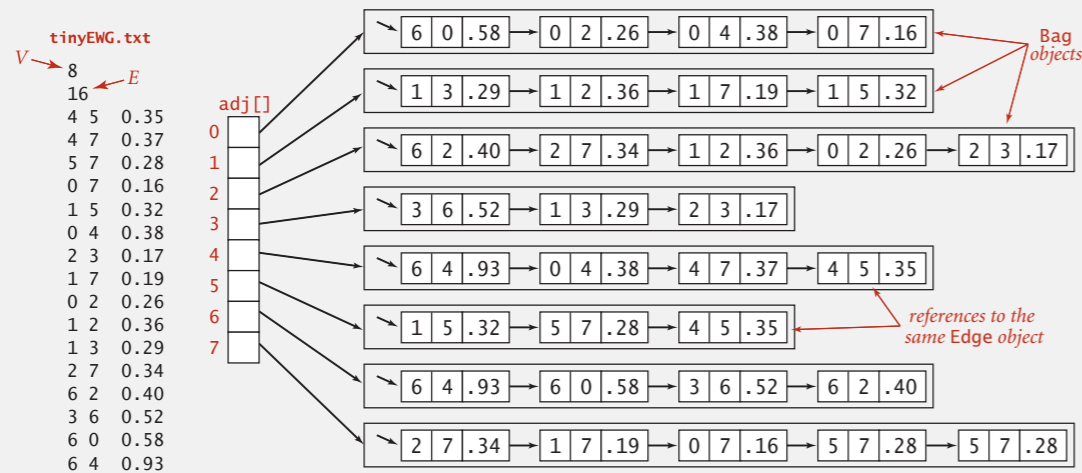 tinyEWG.txt
V
8
E
16
4 5 0.35
4 7 0.37
5 7 0.28
0 7 0.16
1 5 0.32
0 4 0.38
2 3 0.17
1 7 0.19
0 2 0.26
1 2 0.36
1 3 0.29
2 7 0.34
6 2 0.40
3 6 0.52
6 0 0.58
6 4 0.93
adj[]
0
1
2
3
4
5
6
7
6 0 .58 0 2 .26 0 4 .38 0 7 .16
1 3 .29 1 2 .36 1 7 .19 1 5 .32
6 2 .40 2 7 .34 1 2 .36 0 2 .26 2 3 .17
3 6 .52 1 3 .29 2 3 .17
6 4 .93 0 4 .38 4 7 .37 4 5 .35
1 5 .32 5 7 .28 4 5 .35
6 4 .93 6 0 .58 3 6 .52 6 2 .40
2 7 .34 1 7 .19 0 7 .16 5 7 .28 5 7 .28
Bag
objects
references to the
same Edge object